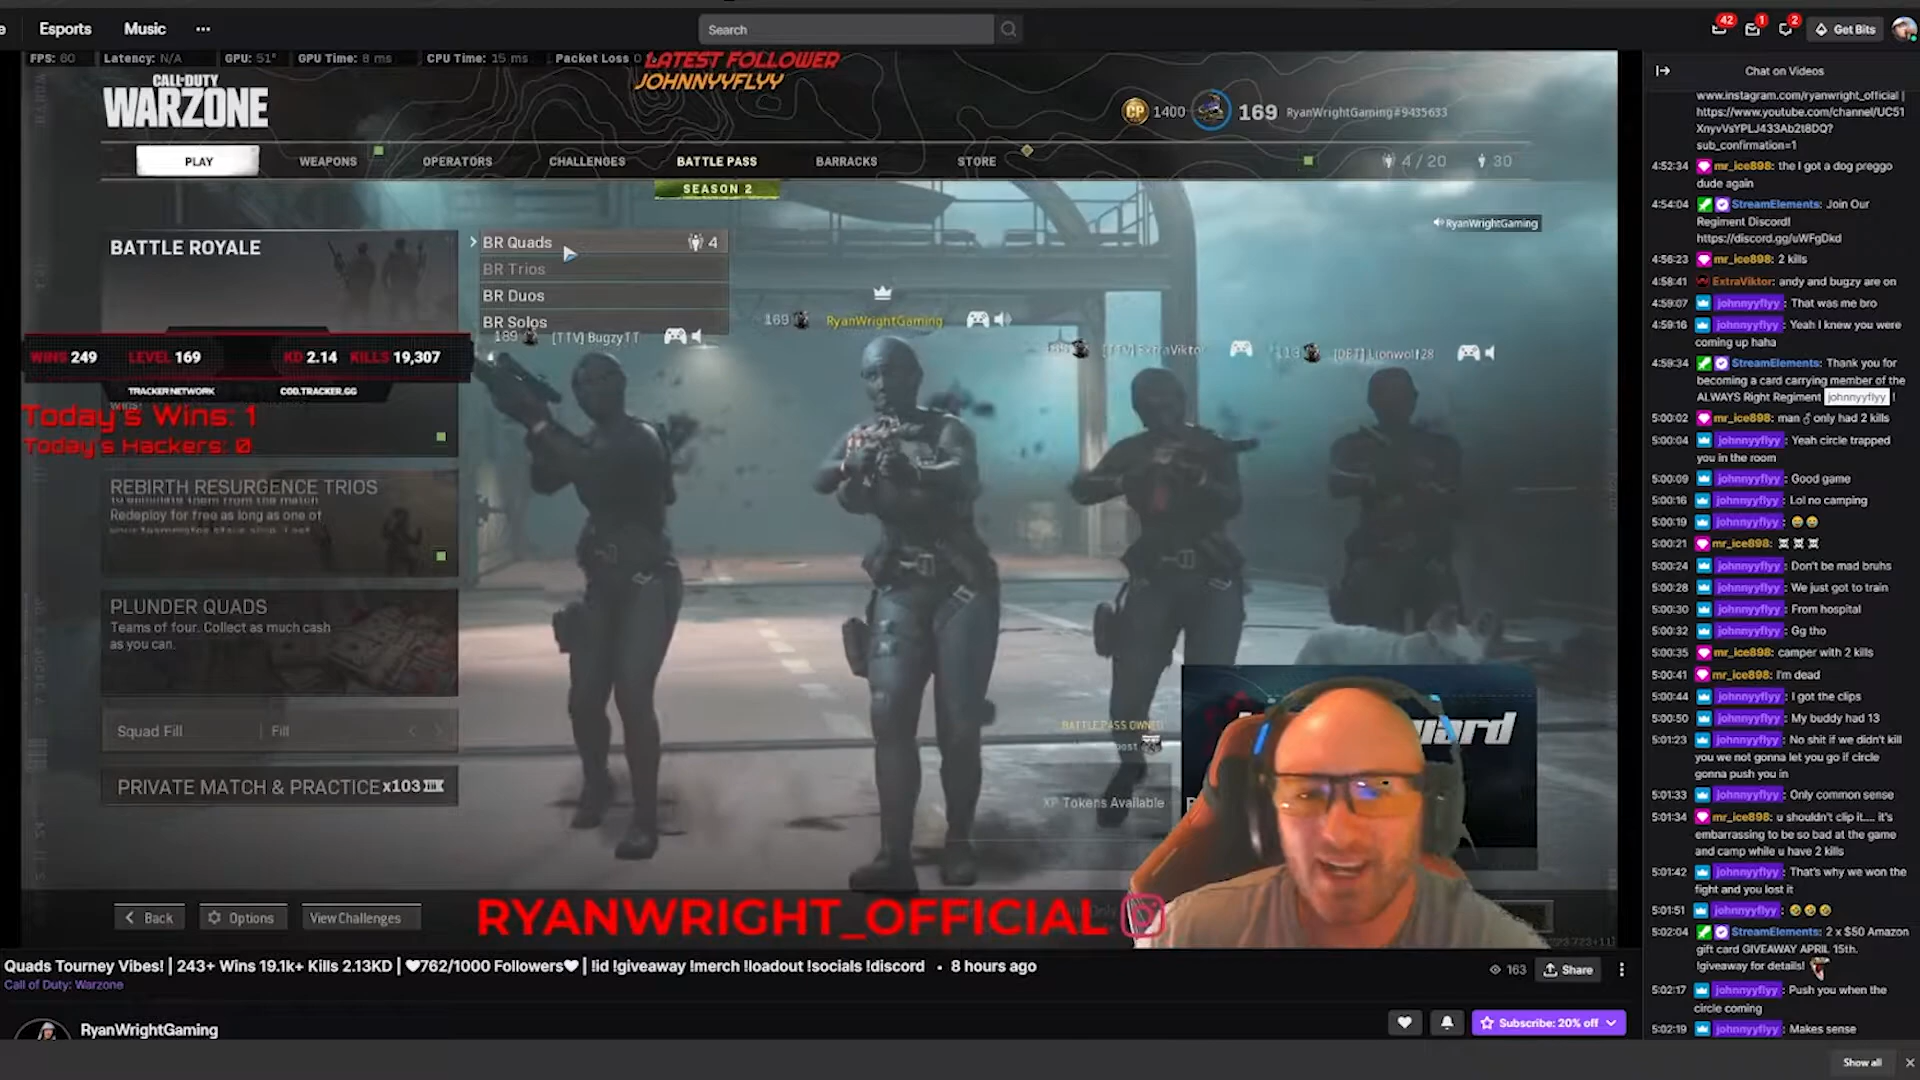 Esports
Music
...
Search
42
1
2
Get Bits
FPS: 60
Latency: N/A
GPU: 51°
GPU Time: 8 ms
CPU Time: 15 ms
Packet Loss 0
LATEST FOLLOWER
JOHNNYYFLYY
CALL OF DUTY
WARZONE
CP 1400
169 RyanWrightGaming#9435633
PLAY
WEAPONS
OPERATORS
CHALLENGES
BATTLE PASS
BARRACKS
STORE
4 / 20
30
SEASON 2
RyanWrightGaming
BATTLE ROYALE
BR Quads
4
BR Trios
BR Duos
BR Solos
189 [TTV] BugzyTT
169 RyanWrightGaming
WINS 249 LEVEL 169 KD 2.14 KILLS 19,307
TRACKER NETWORK COD.TRACKER.GG
Today's Wins: 1
Today's Hackers: 0
REBIRTH RESURGENCE TRIOS
Redeploy for free as long as one of
PLUNDER QUADS
Teams of four. Collect as much cash
as you can.
Squad Fill
Fill
PRIVATE MATCH & PRACTICE x103
BATTLE PASS OWNED
XP Tokens Available
Back
Options
View Challenges
RYANWRIGHT_OFFICIAL
Quads Tourney Vibes! | 243+ Wins 19.1k+ Kills 2.13KD | ♥762/1000 Followers♥ | !id !giveaway !merch !loadout !socials !discord • 8 hours ago
Call of Duty: Warzone
163
Share
RyanWrightGaming
Subscribe: 20% off
Chat on Videos
www.instagram.com/ryanwright_official |
https://www.youtube.com/channel/UC51
XnyvVsYPLJ433Ab2t8DQ?
sub_confirmation=1
4:52:34 mr_ice898: the I got a dog preggo
dude again
4:54:04 StreamElements: Join Our
Regiment Discord!
https://discord.gg/uWFgDkd
4:56:23 mr_ice898: 2 kills
4:58:41 ExtraViktor: andy and bugzy are on
4:59:07 johnnyyflyy: That was me bro
4:59:16 johnnyyflyy: Yeah I knew you were
coming up haha
4:59:34 StreamElements: Thank you for
becoming a card carrying member of the
ALWAYS Right Regiment johnnyyflyy !
5:00:02 mr_ice898: man only had 2 kills
5:00:04 johnnyyflyy: Yeah circle trapped
you in the room
5:00:09 johnnyyflyy: Good game
5:00:16 johnnyyflyy: Lol no camping
5:00:19 johnnyyflyy: 😂😂
5:00:21 mr_ice898: ☠☠☠
5:00:24 johnnyyflyy: Don't be mad bruhs
5:00:28 johnnyyflyy: We just got to train
5:00:30 johnnyyflyy: From hospital
5:00:32 johnnyyflyy: Gg tho
5:00:35 mr_ice898: camper with 2 kills
5:00:41 mr_ice898: I'm dead
5:00:44 johnnyyflyy: I got the clips
5:00:50 johnnyyflyy: My buddy had 13
5:01:23 johnnyyflyy: No shit if we didn't kill
you we not gonna let you go if circle
gonna push you in
5:01:33 johnnyyflyy: Only common sense
5:01:34 mr_ice898: u shouldn't clip it.... it's
embarrassing to be so bad at the game
and camp while u have 2 kills
5:01:42 johnnyyflyy: That's why we won the
fight and you lost it
5:01:51 johnnyyflyy: 🤣🤣🤣
5:02:04 StreamElements: 2 x $50 Amazon
gift card GIVEAWAY APRIL 15th.
!giveaway for details!
5:02:17 johnnyyflyy: Push you when the
circle coming
5:02:19 johnnyyflyy: Makes sense
Show all